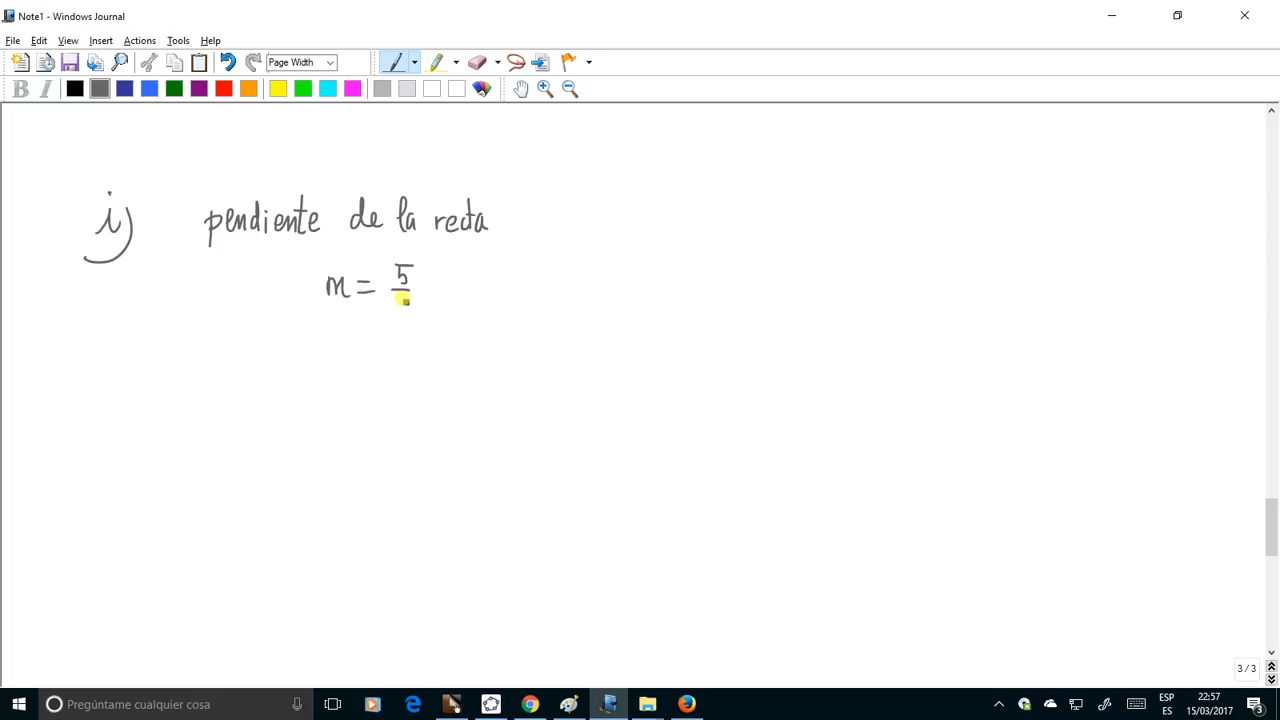 Note1 - Windows Journal
File Edit View Insert Actions Tools Help
Page Width
B I
i) pendiente de la recta
m = 5
3 / 3
Pregúntame cualquier cosa
ESP 22:57
ES 15/03/2017 3